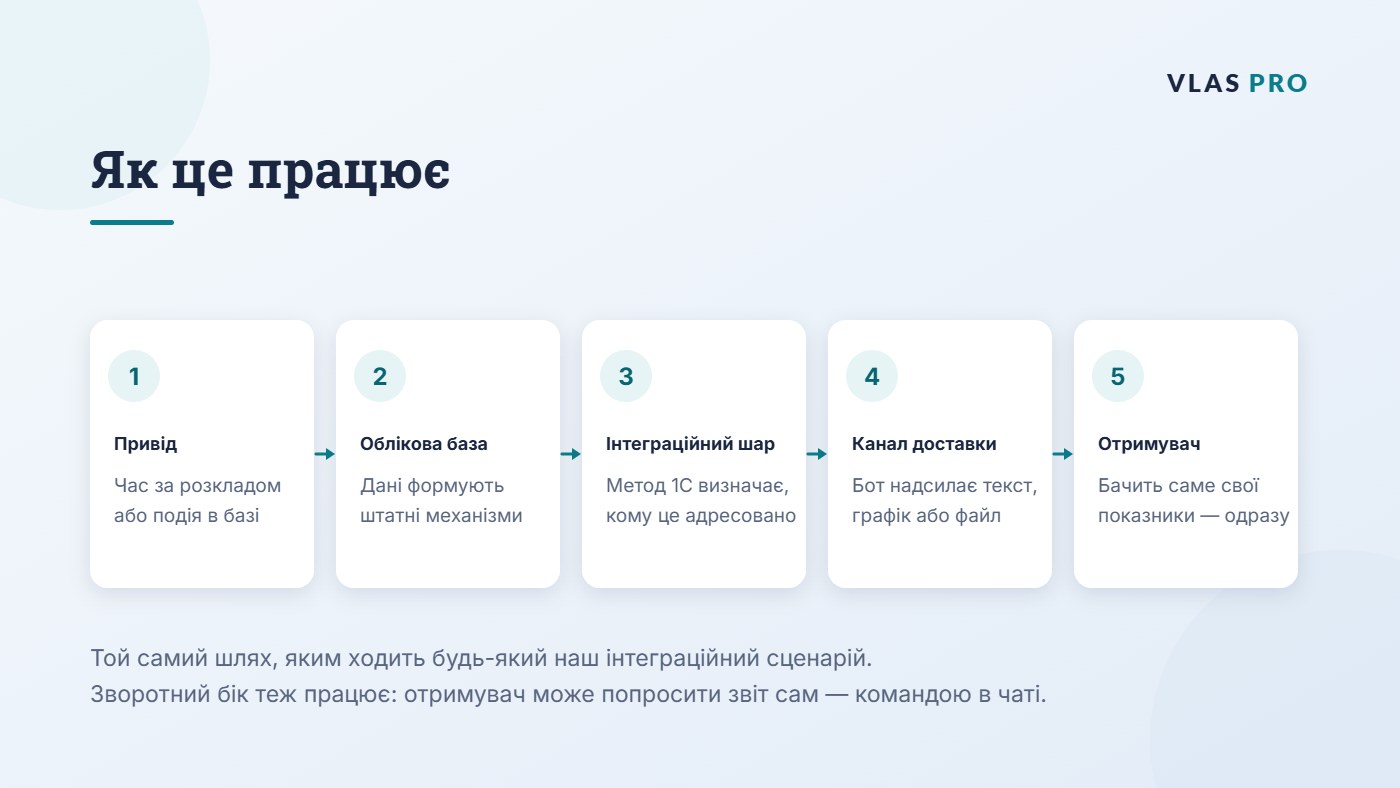 VLAS PRO
Як це працює
1
Привід
Час за розкладом
або подія в базі
2
Облікова база
Дані формують
штатні механізми
3
Інтеграційний шар
Метод 1С визначає,
кому це адресовано
4
Канал доставки
Бот надсилає текст,
графік або файл
5
Отримувач
Бачить саме свої
показники — одразу
Той самий шлях, яким ходить будь-який наш інтеграційний сценарій.
Зворотний бік теж працює: отримувач може попросити звіт сам — командою в чаті.